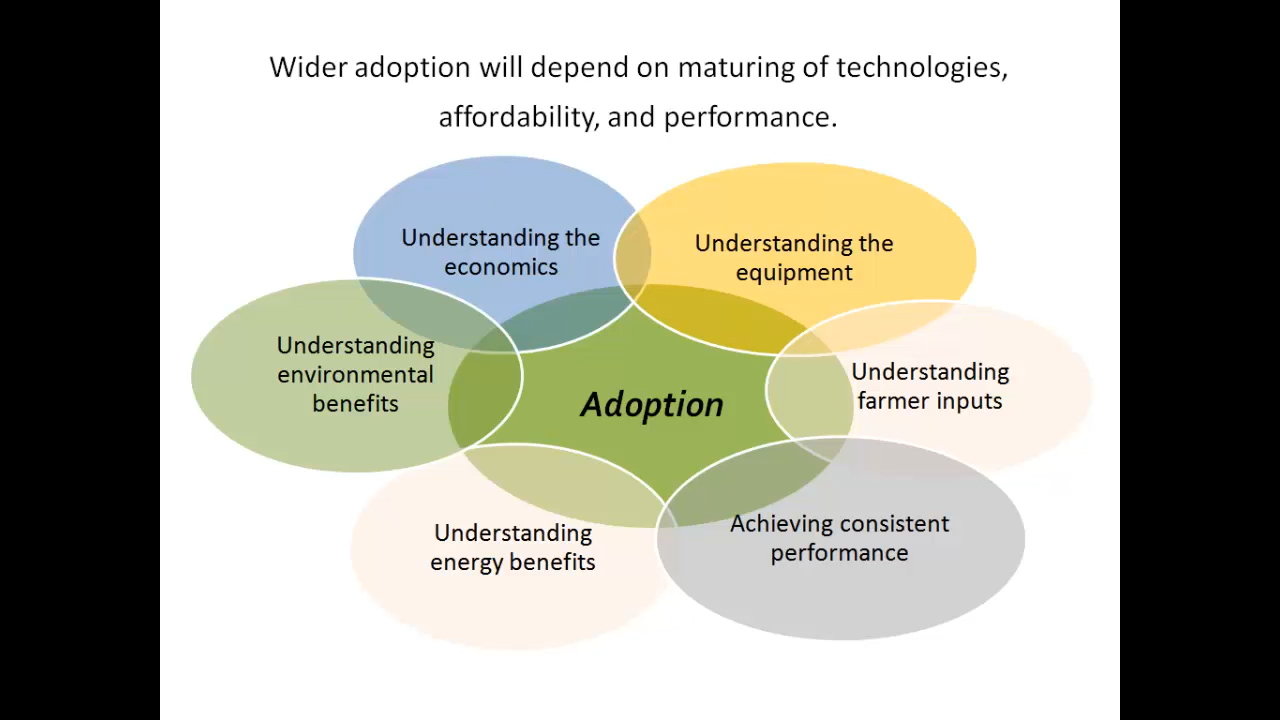 Wider adoption will depend on maturing of technologies,
affordability, and performance.
Understanding the
economics
Understanding the
equipment
Understanding
environmental
benefits
Adoption
Understanding
farmer inputs
Understanding
energy benefits
Achieving consistent
performance